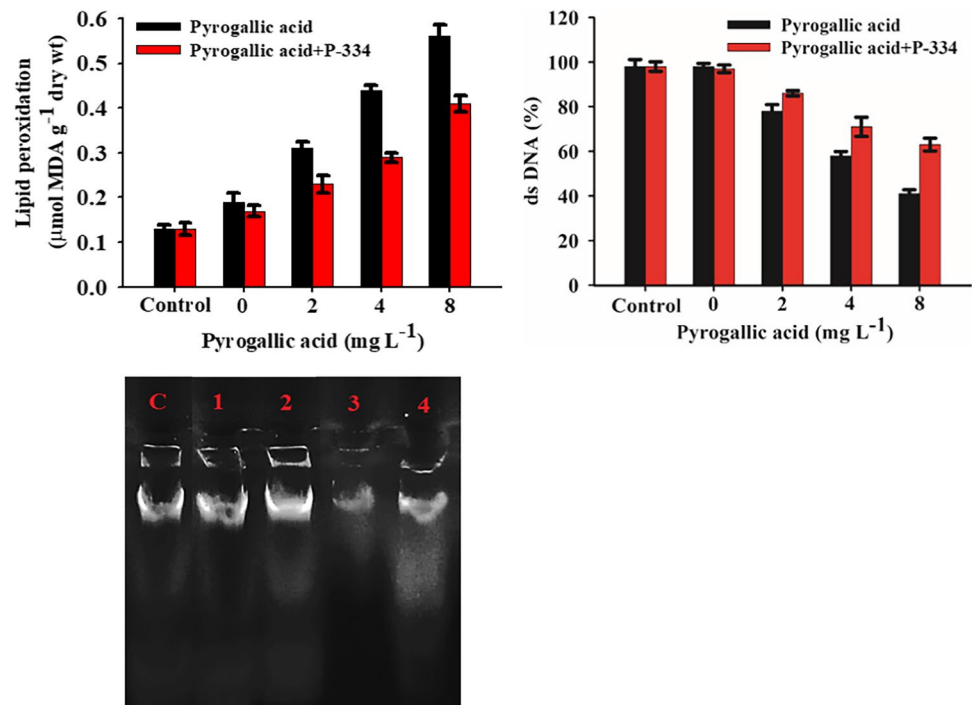 Pyrogallic acid
Pyrogallic acid+P-334
Lipid peroxidation
(μmol MDA g⁻¹ dry wt)
0.6
0.5
0.4
0.3
0.2
0.1
0.0
Control 0 2 4 8
Pyrogallic acid (mg L⁻¹)
Pyrogallic acid
Pyrogallic acid+P-334
ds DNA (%)
120
100
80
60
40
20
0
Control 0 2 4 8
Pyrogallic acid (mg L⁻¹)
C 1 2 3 4